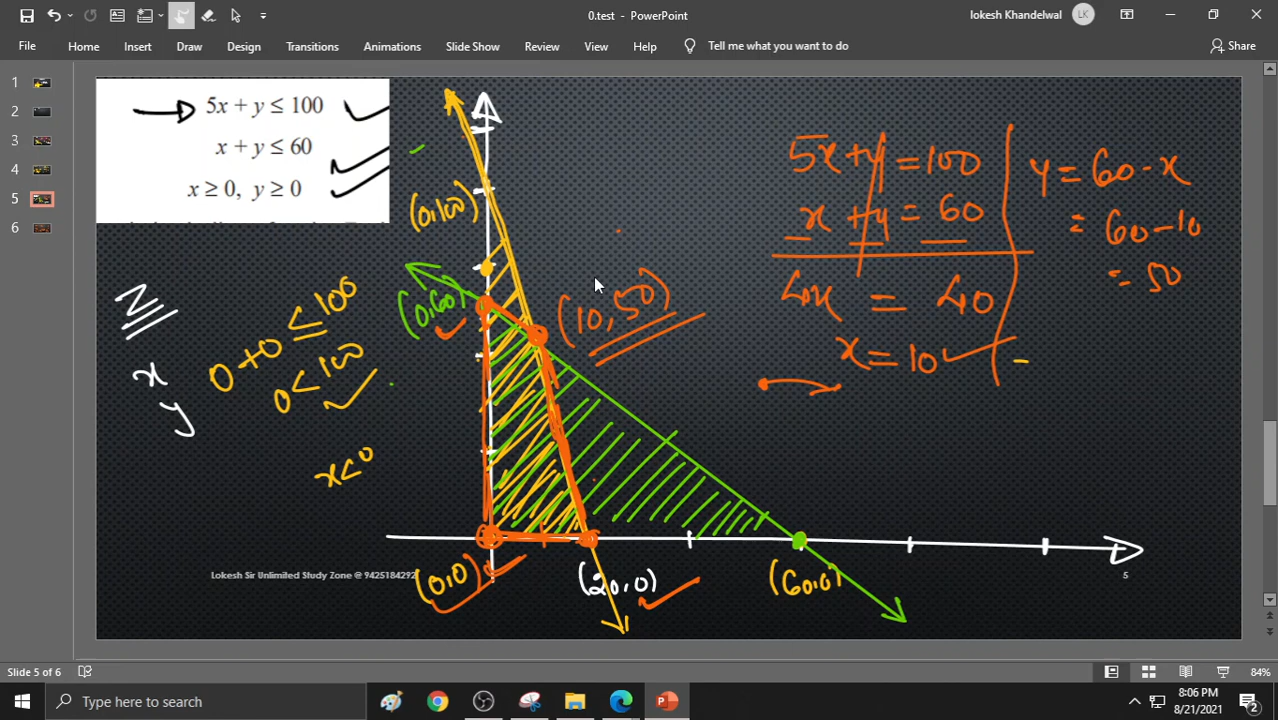 0.test - PowerPoint
lokesh Khandelwal
LK
File Home Insert Draw Design Transitions Animations Slide Show Review View Help Tell me what you want to do
Share
1
2
3
4
5
6
5x + y ≤ 100
x + y ≤ 60
x ≥ 0, y ≥ 0
5x + y = 100
x + y = 60
4x = 40
x = 10
y = 60 - x
= 60 - 10
= 50
(0,100)
(0,60)
(10,50)
0+0 ≤ 100
0 < 100
x
y
x<0
(0,0)
(20,0)
(60,0)
Lokesh Sir Unlimited Study Zone @ 9425184292
5
Slide 5 of 6
84%
Type here to search
8:06 PM
8/21/2021
2